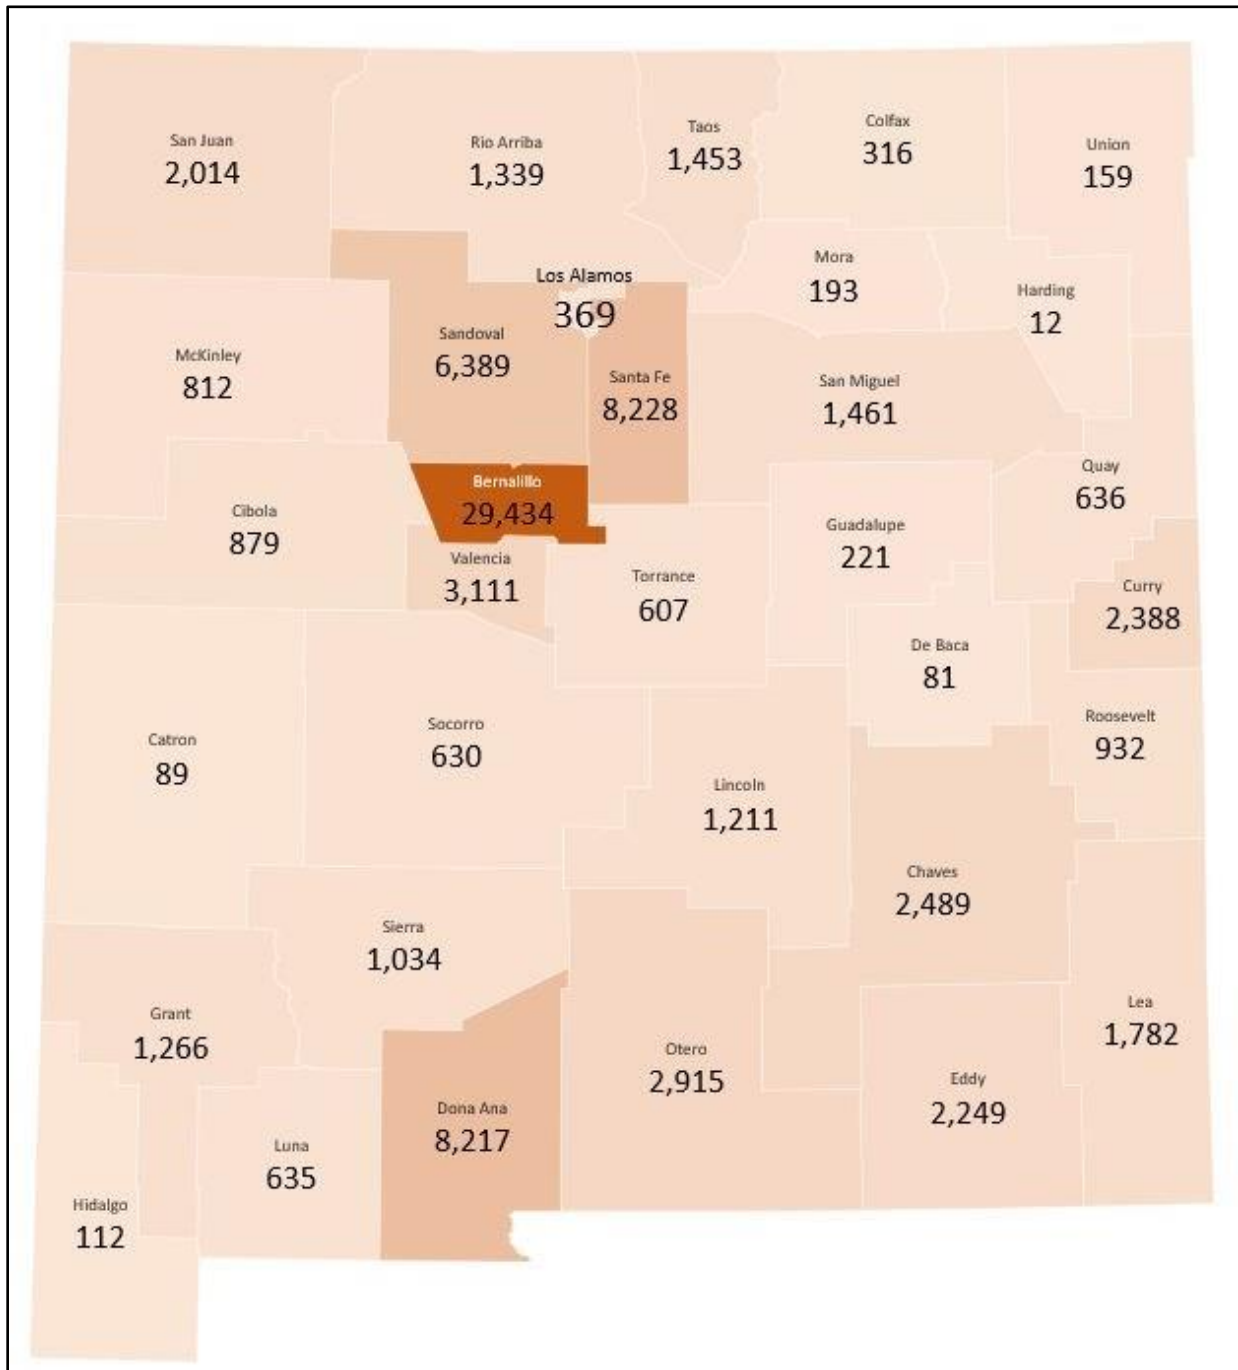 San Juan
2,014
Rio Arriba
1,339
Taos
1,453
Colfax
316
Union
159
Los Alamos
369
Mora
193
Harding
12
Sandoval
6,389
McKinley
812
Santa Fe
8,228
San Miguel
1,461
Quay
636
Bernalillo
29,434
Cibola
879
Guadalupe
221
Valencia
3,111
Torrance
607
Curry
2,388
De Baca
81
Catron
89
Socorro
630
Roosevelt
932
Lincoln
1,211
Chaves
2,489
Sierra
1,034
Grant
1,266
Lea
1,782
Otero
2,915
Eddy
2,249
Dona Ana
8,217
Luna
635
Hidalgo
112